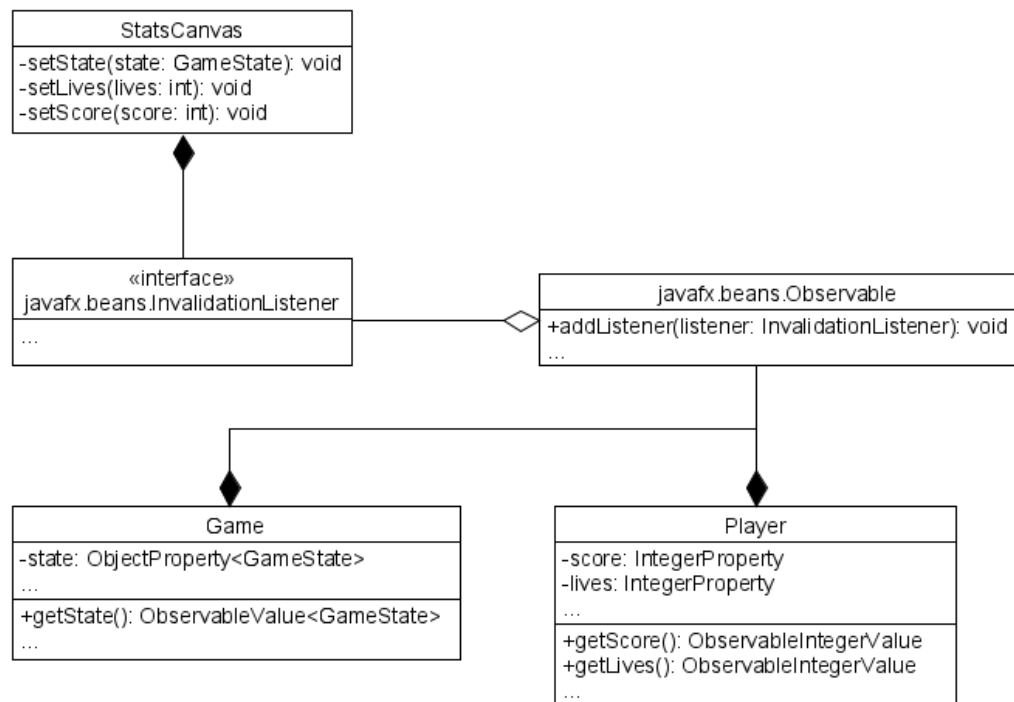 StatsCanvas
-setState(state: GameState): void
-setLives(lives: int): void
-setScore(score: int): void
«interface»
javafx.beans.InvalidationListener
...
javafx.beans.Observable
+addListener(listener: InvalidationListener): void
...
Game
-state: ObjectProperty<GameState>
...
+getState(): ObservableValue<GameState>
...
Player
-score: IntegerProperty
-lives: IntegerProperty
...
+getScore(): ObservableIntegerValue
+getLives(): ObservableIntegerValue
...